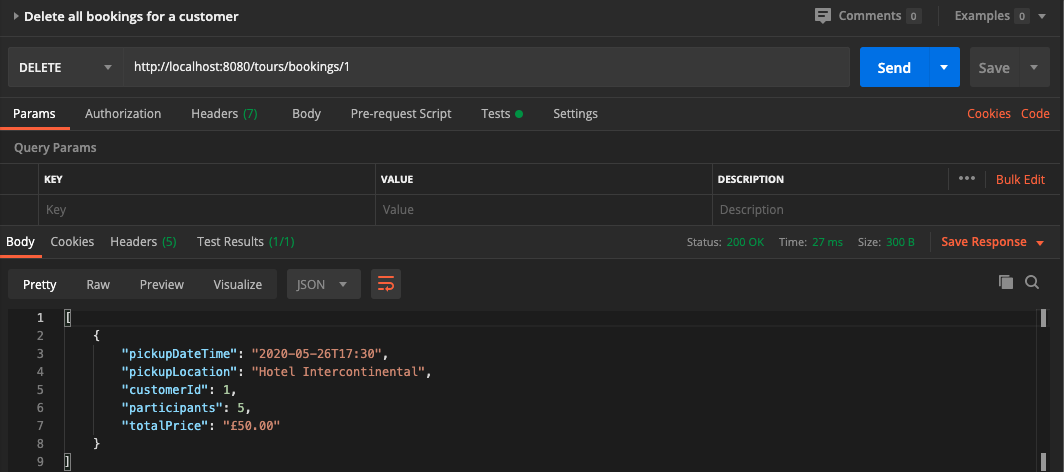 Delete all bookings for a customer Comments 0 Examples 0
DELETE http://localhost:8080/tours/bookings/1 Send Save
Params Authorization Headers (7) Body Pre-request Script Tests Settings Cookies Code
Query Params
KEY VALUE DESCRIPTION ••• Bulk Edit
Key Value Description
Body Cookies Headers (5) Test Results (1/1) Status: 200 OK Time: 27 ms Size: 300 B Save Response
Pretty Raw Preview Visualize JSON
1 [
2 {
3 "pickupDateTime": "2020-05-26T17:30",
4 "pickupLocation": "Hotel Intercontinental",
5 "customerId": 1,
6 "participants": 5,
7 "totalPrice": "£50.00"
8 }
9 ]